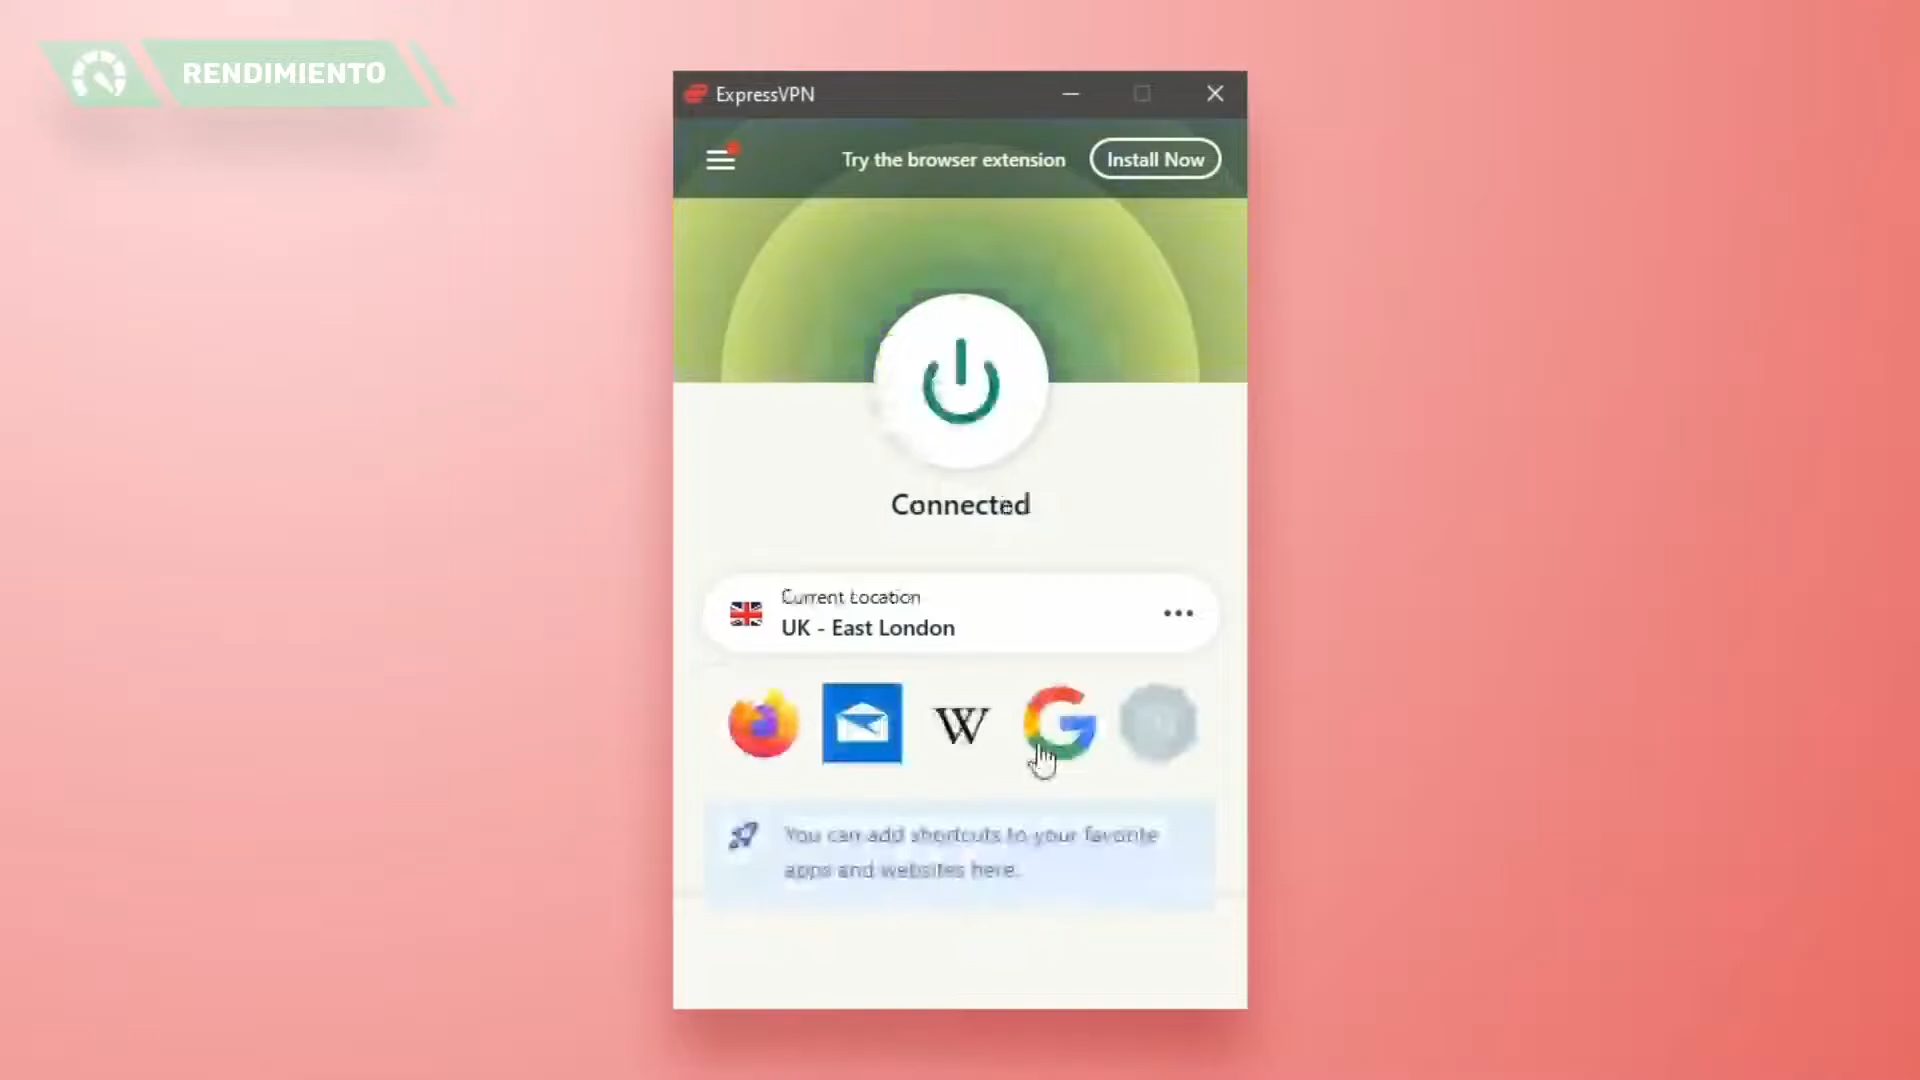 RENDIMIENTO
ExpressVPN
Try the browser extension
Install Now
Connected
Current Location
UK - East London
W
You can add shortcuts to your favorite
apps and websites here.